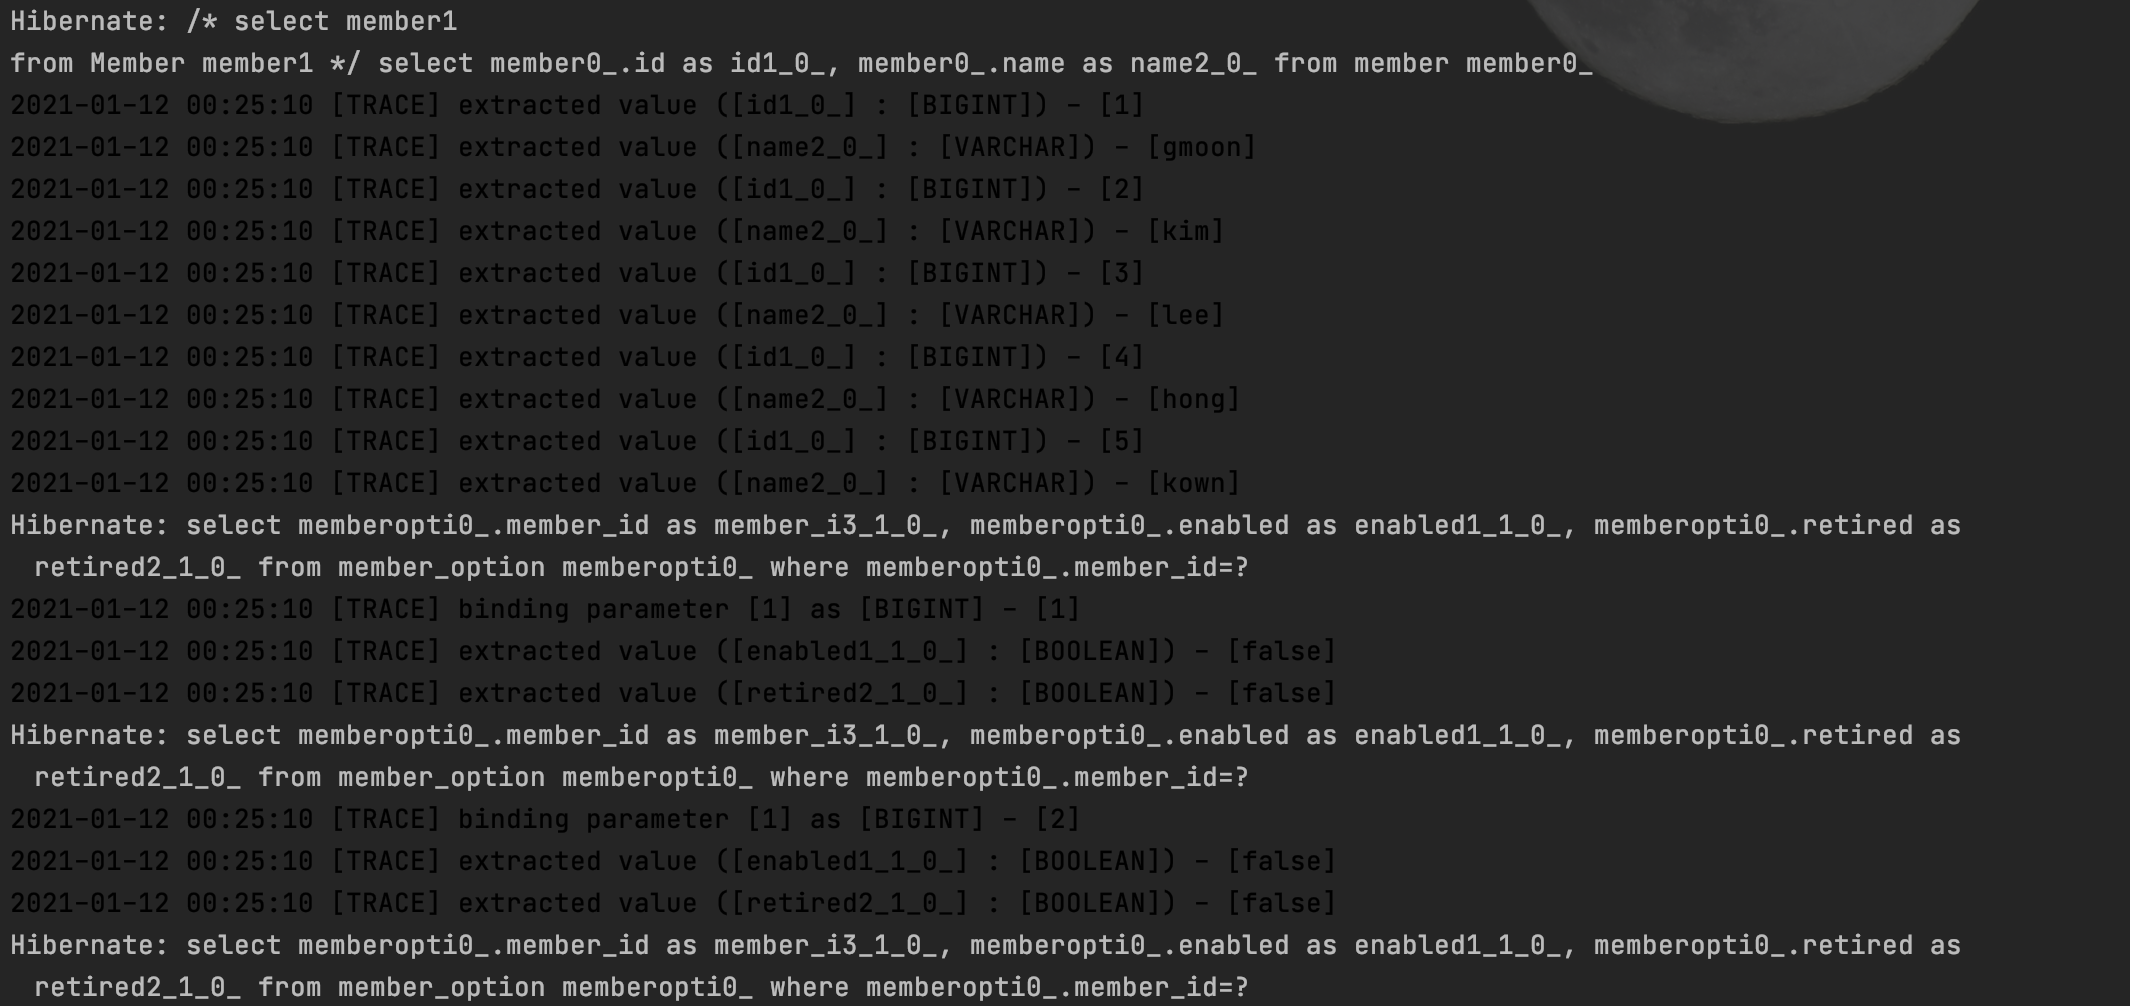 Hibernate: /* select member1
from Member member1 */ select member0_.id as id1_0_, member0_.name as name2_0_ from member member0_
2021-01-12 00:25:10 [TRACE] extracted value ([id1_0_] : [BIGINT]) - [1]
2021-01-12 00:25:10 [TRACE] extracted value ([name2_0_] : [VARCHAR]) - [gmoon]
2021-01-12 00:25:10 [TRACE] extracted value ([id1_0_] : [BIGINT]) - [2]
2021-01-12 00:25:10 [TRACE] extracted value ([name2_0_] : [VARCHAR]) - [kim]
2021-01-12 00:25:10 [TRACE] extracted value ([id1_0_] : [BIGINT]) - [3]
2021-01-12 00:25:10 [TRACE] extracted value ([name2_0_] : [VARCHAR]) - [lee]
2021-01-12 00:25:10 [TRACE] extracted value ([id1_0_] : [BIGINT]) - [4]
2021-01-12 00:25:10 [TRACE] extracted value ([name2_0_] : [VARCHAR]) - [hong]
2021-01-12 00:25:10 [TRACE] extracted value ([id1_0_] : [BIGINT]) - [5]
2021-01-12 00:25:10 [TRACE] extracted value ([name2_0_] : [VARCHAR]) - [kown]
Hibernate: select memberopti0_.member_id as member_i3_1_0_, memberopti0_.enabled as enabled1_1_0_, memberopti0_.retired as
retired2_1_0_ from member_option memberopti0_ where memberopti0_.member_id=?
2021-01-12 00:25:10 [TRACE] binding parameter [1] as [BIGINT] - [1]
2021-01-12 00:25:10 [TRACE] extracted value ([enabled1_1_0_] : [BOOLEAN]) - [false]
2021-01-12 00:25:10 [TRACE] extracted value ([retired2_1_0_] : [BOOLEAN]) - [false]
Hibernate: select memberopti0_.member_id as member_i3_1_0_, memberopti0_.enabled as enabled1_1_0_, memberopti0_.retired as
retired2_1_0_ from member_option memberopti0_ where memberopti0_.member_id=?
2021-01-12 00:25:10 [TRACE] binding parameter [1] as [BIGINT] - [2]
2021-01-12 00:25:10 [TRACE] extracted value ([enabled1_1_0_] : [BOOLEAN]) - [false]
2021-01-12 00:25:10 [TRACE] extracted value ([retired2_1_0_] : [BOOLEAN]) - [false]
Hibernate: select memberopti0_.member_id as member_i3_1_0_, memberopti0_.enabled as enabled1_1_0_, memberopti0_.retired as
retired2_1_0_ from member_option memberopti0_ where memberopti0_.member_id=?